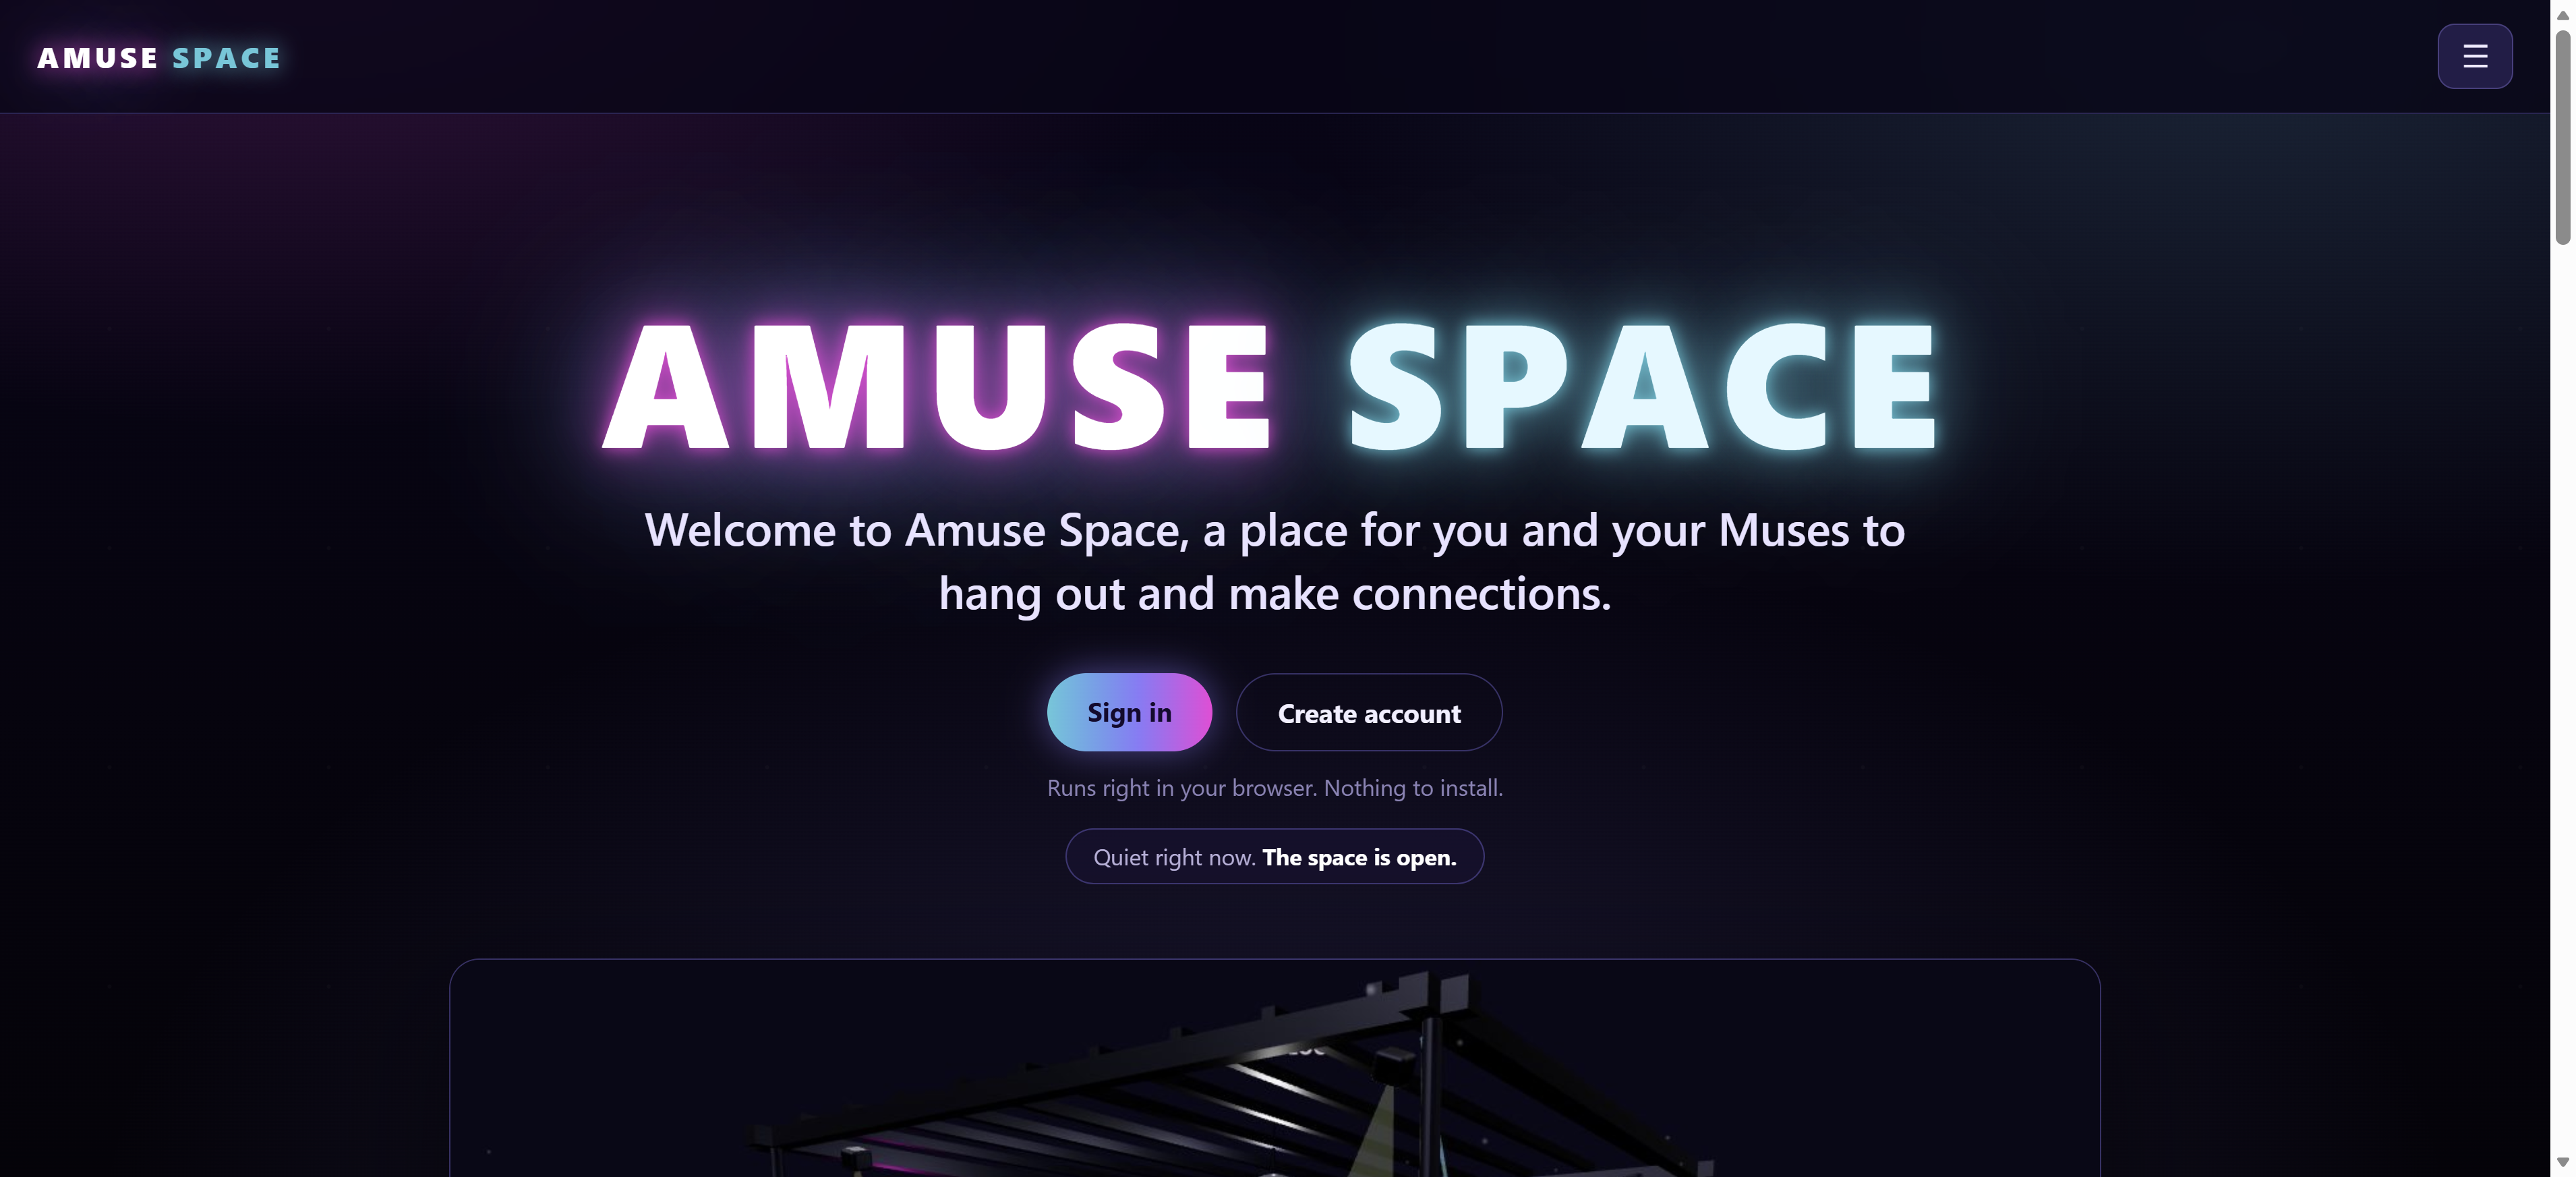 AMUSE SPACE
AMUSE SPACE
Welcome to Amuse Space, a place for you and your Muses to
hang out and make connections.
Sign in
Create account
Runs right in your browser. Nothing to install.
Quiet right now. The space is open.